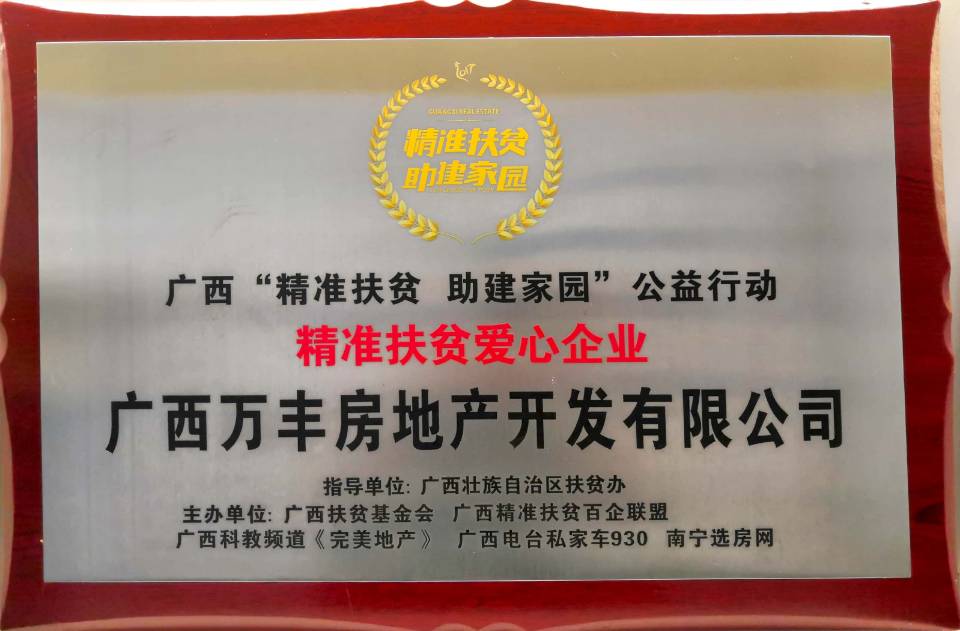 GUANGXI REAL ESTATE
精准扶贫
助建家园
广西“精准扶贫 助建家园”公益行动
精准扶贫爱心企业
广西万丰房地产开发有限公司
指导单位: 广西壮族自治区扶贫办
主办单位: 广西扶贫基金会 广西精准扶贫百企联盟
广西科教频道《完美地产》 广西电台私家车930 南宁选房网